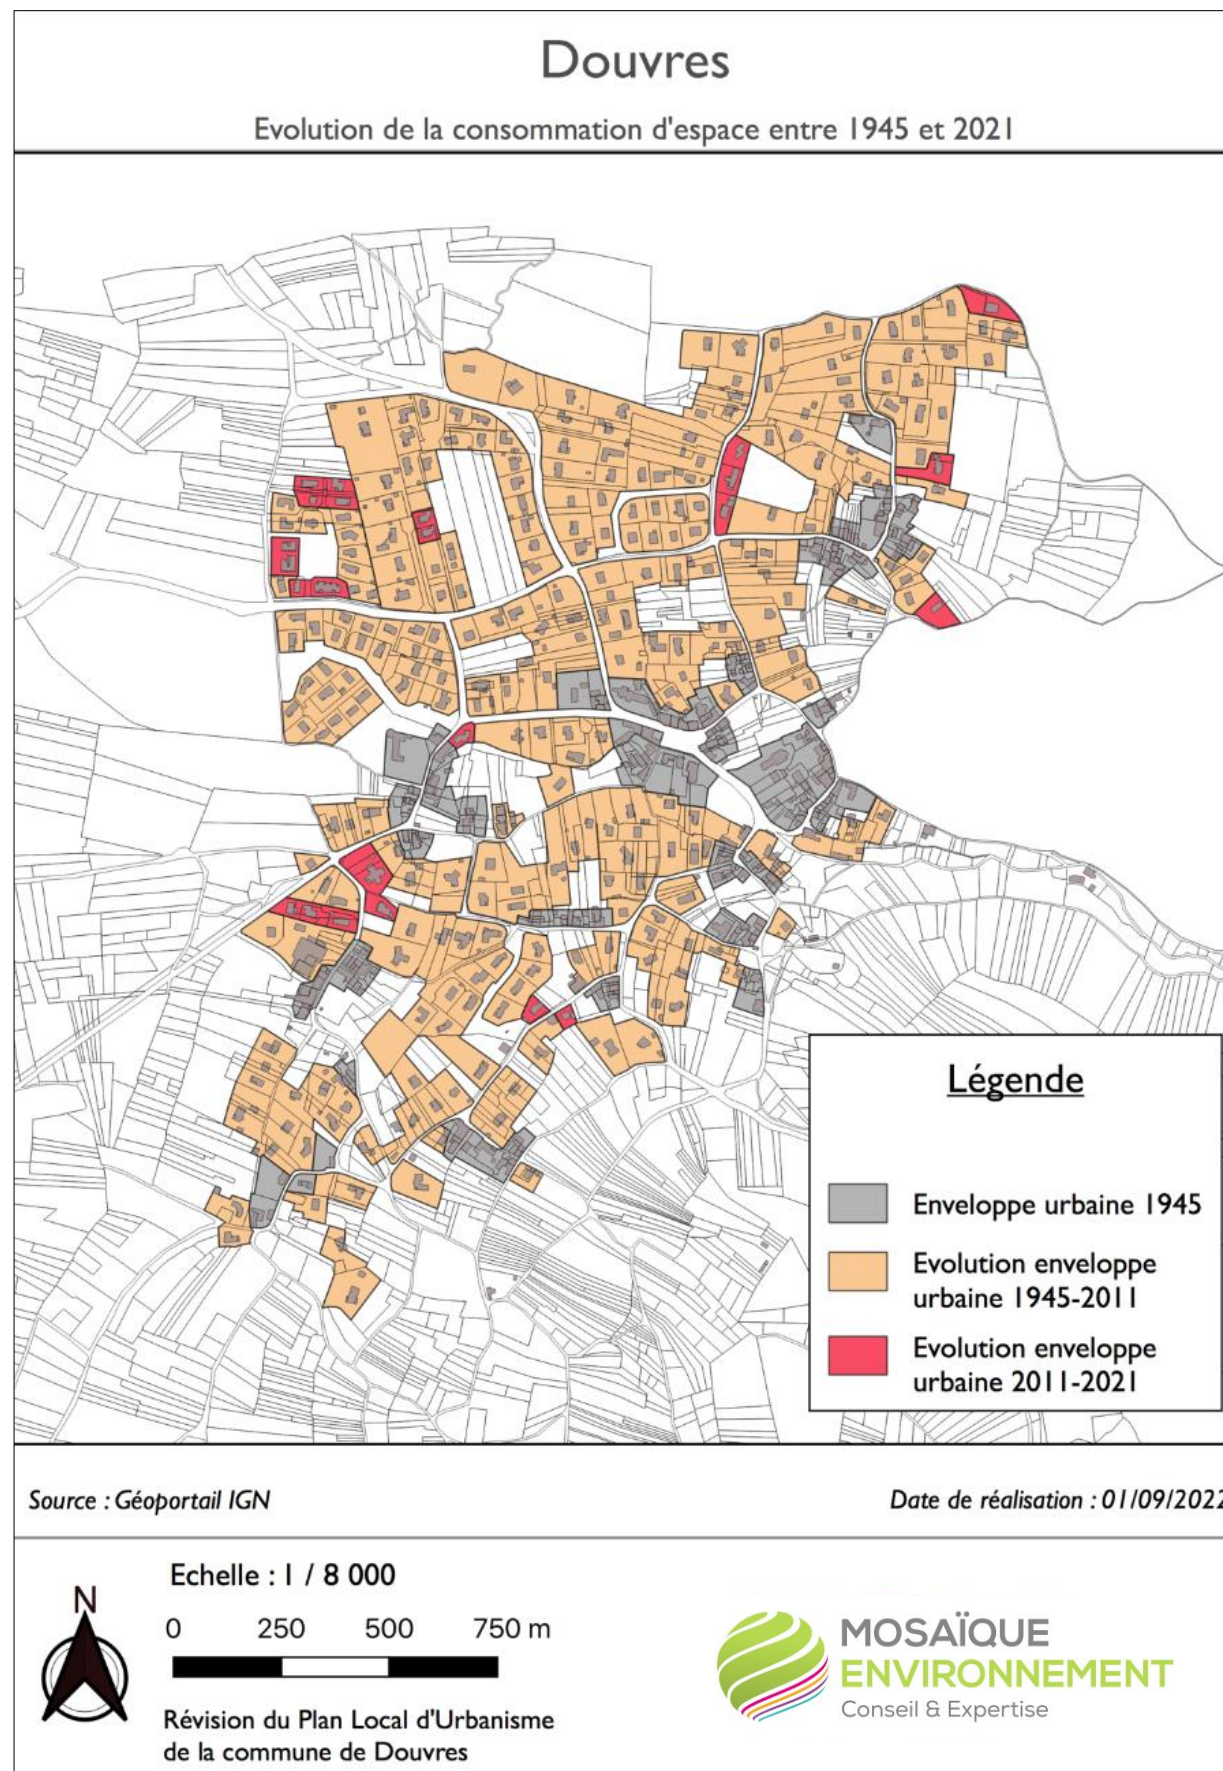 Douvres
Evolution de la consommation d'espace entre 1945 et 2021
Légende
Enveloppe urbaine 1945
Evolution enveloppe
urbaine 1945-2011
Evolution enveloppe
urbaine 2011-2021
Source : Géoportail IGN
Date de réalisation : 01/09/2022
Echelle : 1 / 8 000
N
0 250 500 750 m
Révision du Plan Local d'Urbanisme
de la commune de Douvres
MOSAÏQUE
ENVIRONNEMENT
Conseil & Expertise